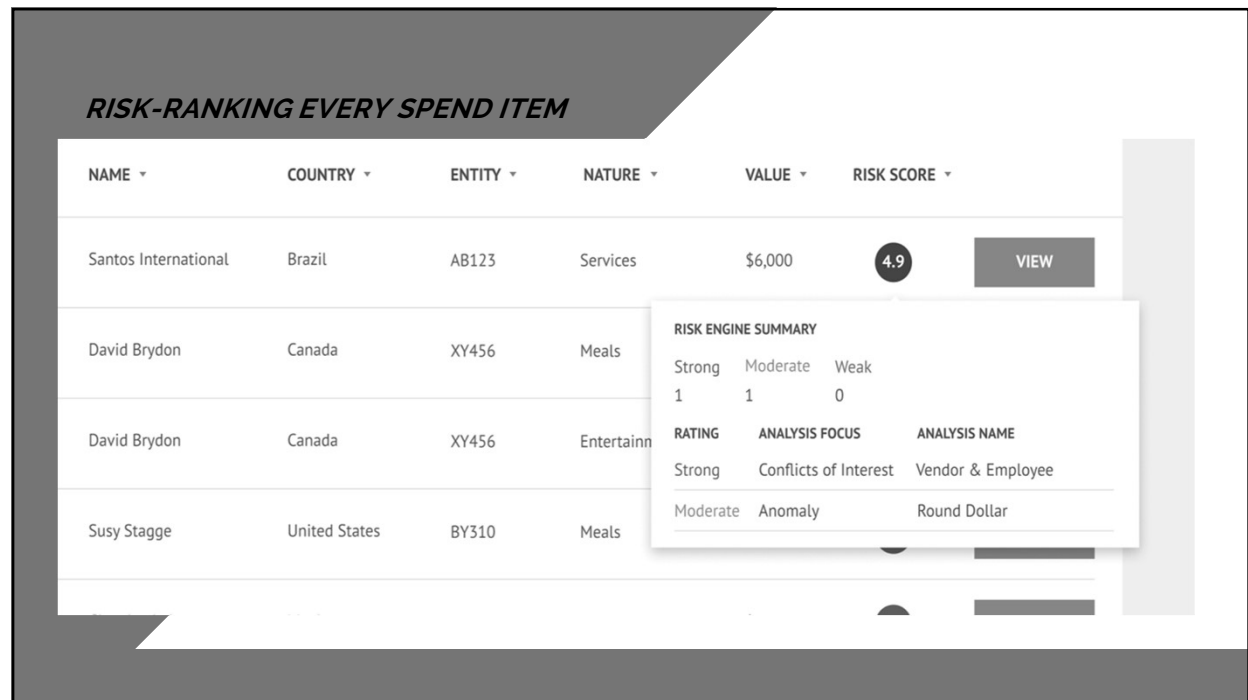 RISK-RANKING EVERY SPEND ITEM
NAME COUNTRY ENTITY NATURE VALUE RISK SCORE
Santos International Brazil AB123 Services $6,000 4.9 VIEW
David Brydon Canada XY456 Meals
David Brydon Canada XY456
Susy Stagge United States BY310 Meals
RISK ENGINE SUMMARY
Strong Moderate Weak
1 1 0
RATING ANALYSIS FOCUS ANALYSIS NAME
Strong Conflicts of Interest Vendor & Employee
Moderate Anomaly Round Dollar